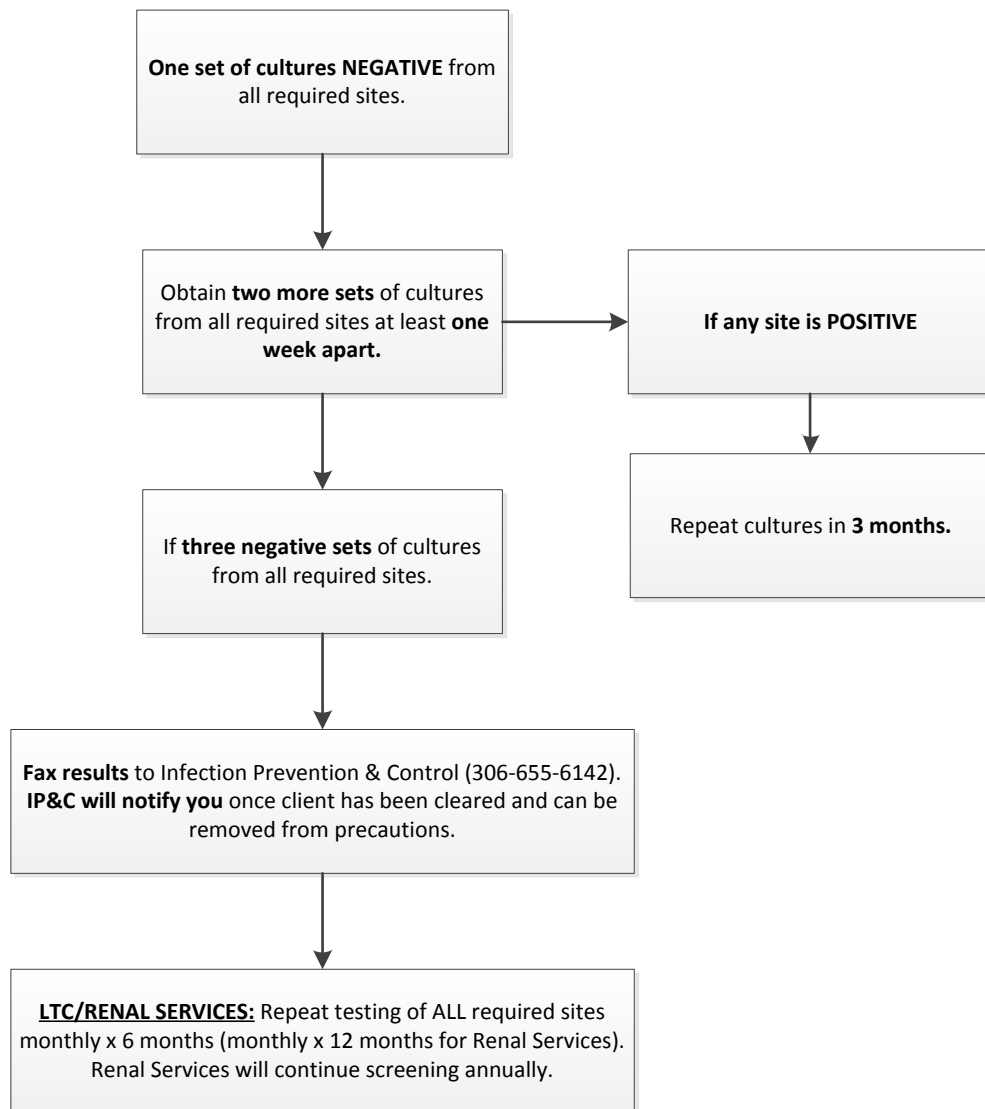 One set of cultures NEGATIVE from
all required sites.
Obtain two more sets of cultures
from all required sites at least one
week apart.
If any site is POSITIVE
Repeat cultures in 3 months.
If three negative sets of cultures
from all required sites.
Fax results to Infection Prevention & Control (306-655-6142).
IP&C will notify you once client has been cleared and can be
removed from precautions.
LTC/RENAL SERVICES: Repeat testing of ALL required sites
monthly x 6 months (monthly x 12 months for Renal Services).
Renal Services will continue screening annually.